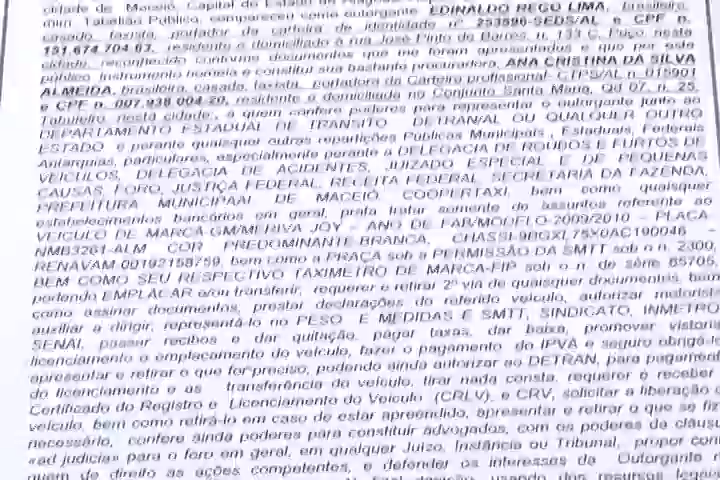 cidade de Maceió, Capital do Estado de
mim Tabelião Público, compareceu como outorgante EDINALDO REGO LIMA, brasileiro,
casado, taxista, portador da carteira de identidade nº 253596-SEDS/AL e CPF n.
151.674.704-63, residente e domiciliado à rua José Pinto de Barros, n. 133 C, Poço, nesta
cidade, reconhecido conforme documentos que me foram apresentados e que por este
público instrumento nomeia e constitui sua bastante procuradora, ANA CRISTINA DA SILVA
ALMEIDA, brasileira, casada, taxista, portadora da Carteira profissional- CTPS/AL n. 015901
e CPF n. 007.938.004-20, residente e domiciliada no Conjunto Santa Maria, Qd 07, n. 25,
Tabuleiro, nesta cidade, a quem confere poderes para representar o outorgante junto ao
DEPARTAMENTO ESTADUAL DE TRANSITO DETRAN/AL OU QUALQUER OUTRO
ESTADO e perante quaisquer outras repartições Públicas Municipais, Estaduais, Federais
Autarquias, particulares, especialmente perante a DELEGACIA DE ROUBOS E FURTOS DE
VEICULOS, DELEGACIA DE ACIDENTES, JUIZADO ESPECIAL E DE PEQUENAS
CAUSAS, FORO, JUSTIÇA FEDERAL, RECEITA FEDERAL, SECRETARIA DA FAZENDA,
PREFEITURA MUNICIPAAI DE MACEIÓ, COOPERTAXI, bem como quaisquer
estabelecimentos bancários em geral, para tratar somente de assuntos referente ao
VEICULO DE MARCA-GM/MERIVA JOY - ANO DE FAB/MODELO-2009/2010 - PLACA
NMB3261-ALM COR PREDOMINANTE-BRANCA, CHASSI-9BGXL75X0AC190046 -
RENAVAM-00192158759, bem como a PRAÇA sob a PERMISSÃO DA SMTT sob o n. 2300,
BEM COMO SEU RESPECTIVO TAXIMETRO DE MARCA-FIP sob o n. de série 65705,
podendo EMPLACAR e/ou transferir, requerer e retirar 2ª via de quaisquer documentos, bem
como assinar documentos, prestar declarações do referido veículo, autorizar motorista
auxiliar a dirigir, representá-lo no PESO E MEDIDAS E SMTT, SINDICATO, INMETRO
SENAI, passar recibos e dar quitação, pagar taxas, dar baixa, promover vistoria
licenciamento e emplacamento do veículo, fazer o pagamento do IPVA e seguro
apresentar e retirar o que for preciso, podendo ainda autorizar ao DETRAN, para
do licenciamento e as transferência do veículo, tirar nada consta, requerer e receber
Certificado do Registro e Licenciamento do Veículo (CRLV), e CRV, solicitar a liberação
veículo, bem como retirá-lo em caso de estar apreendido, apresentar e retirar o que se
necessário, confere ainda poderes para constituir advogados, com os poderes da
«ad judicia» para o foro em geral, em qualquer Juízo, Instância ou Tribunal, propor
quem de direito as ações competentes, e defender os interesses da Outorgante
usando dos recursos